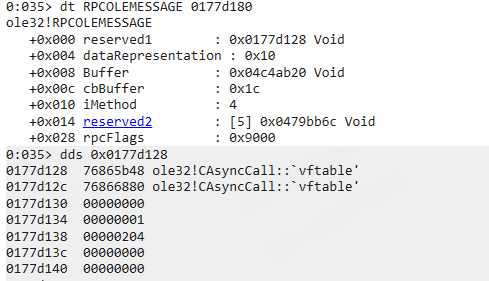 0:035> dt RPCOLEMESSAGE 0177d180
ole32!RPCOLEMESSAGE
   +0x000 reserved1        : 0x0177d128 Void
   +0x004 dataRepresentation : 0x10
   +0x008 Buffer           : 0x04c4ab20 Void
   +0x00c cbBuffer         : 0x1c
   +0x010 iMethod          : 4
   +0x014 reserved2        : [5] 0x0479bb6c Void
   +0x028 rpcFlags         : 0x9000
0:035> dds 0x0177d128
0177d128  76865b48 ole32!CAsyncCall::`vftable'
0177d12c  76866880 ole32!CAsyncCall::`vftable'
0177d130  00000000
0177d134  00000001
0177d138  00000204
0177d13c  00000000
0177d140  00000000